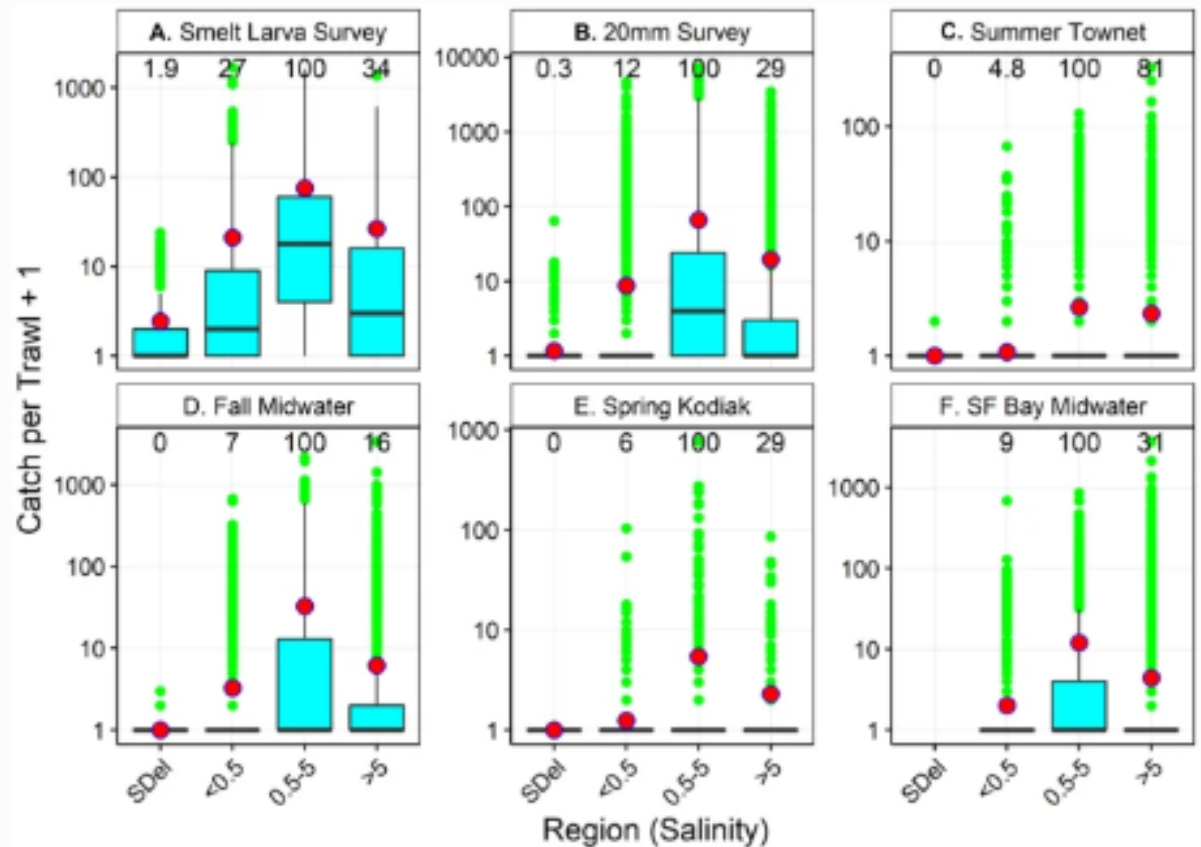 A. Smelt Larva Survey
B. 20mm Survey
C. Summer Townet
1.9 27 100 34
0.3 12 100 29
0 4.8 100 81
1000
100
10
1
10000
1000
100
10
1
100
10
1
D. Fall Midwater
E. Spring Kodiak
F. SF Bay Midwater
0 7 100 16
0 6 100 29
9 100 31
1000
100
10
1
1000
100
10
1
1000
100
10
1
SDel <0.5 0.5-5 >5
SDel <0.5 0.5-5 >5
SDel <0.5 0.5-5 >5
Catch per Trawl + 1
Region (Salinity)